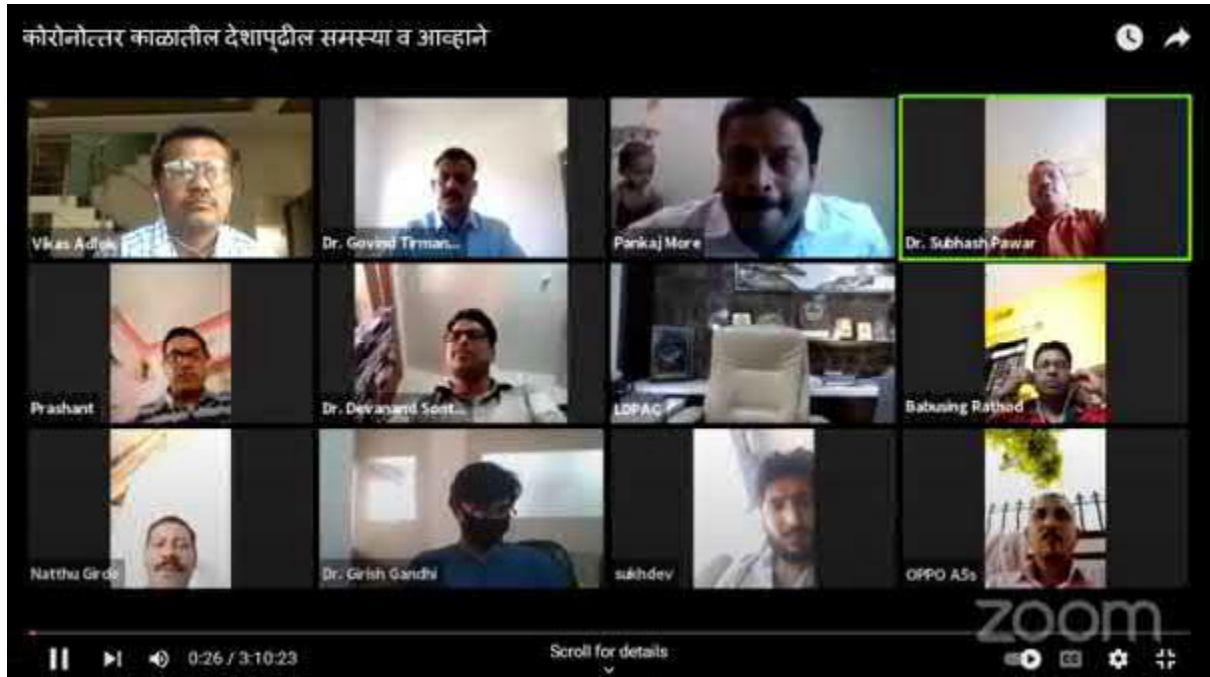 कोरोनोत्तर काळातील देशापुढील समस्या व आव्हाने
Vikas Adlok
Dr. Govind Tirman...
Pankaj More
Dr. Subhash Pawar
Prashant
Dr. Devanand Sont...
LDPAC
Babusing Rathod
Natthu Girde
Dr. Girish Gandhi
sukhdev
OPPO A5s
zoom
0:26 / 3:10:23
Scroll for details
CC